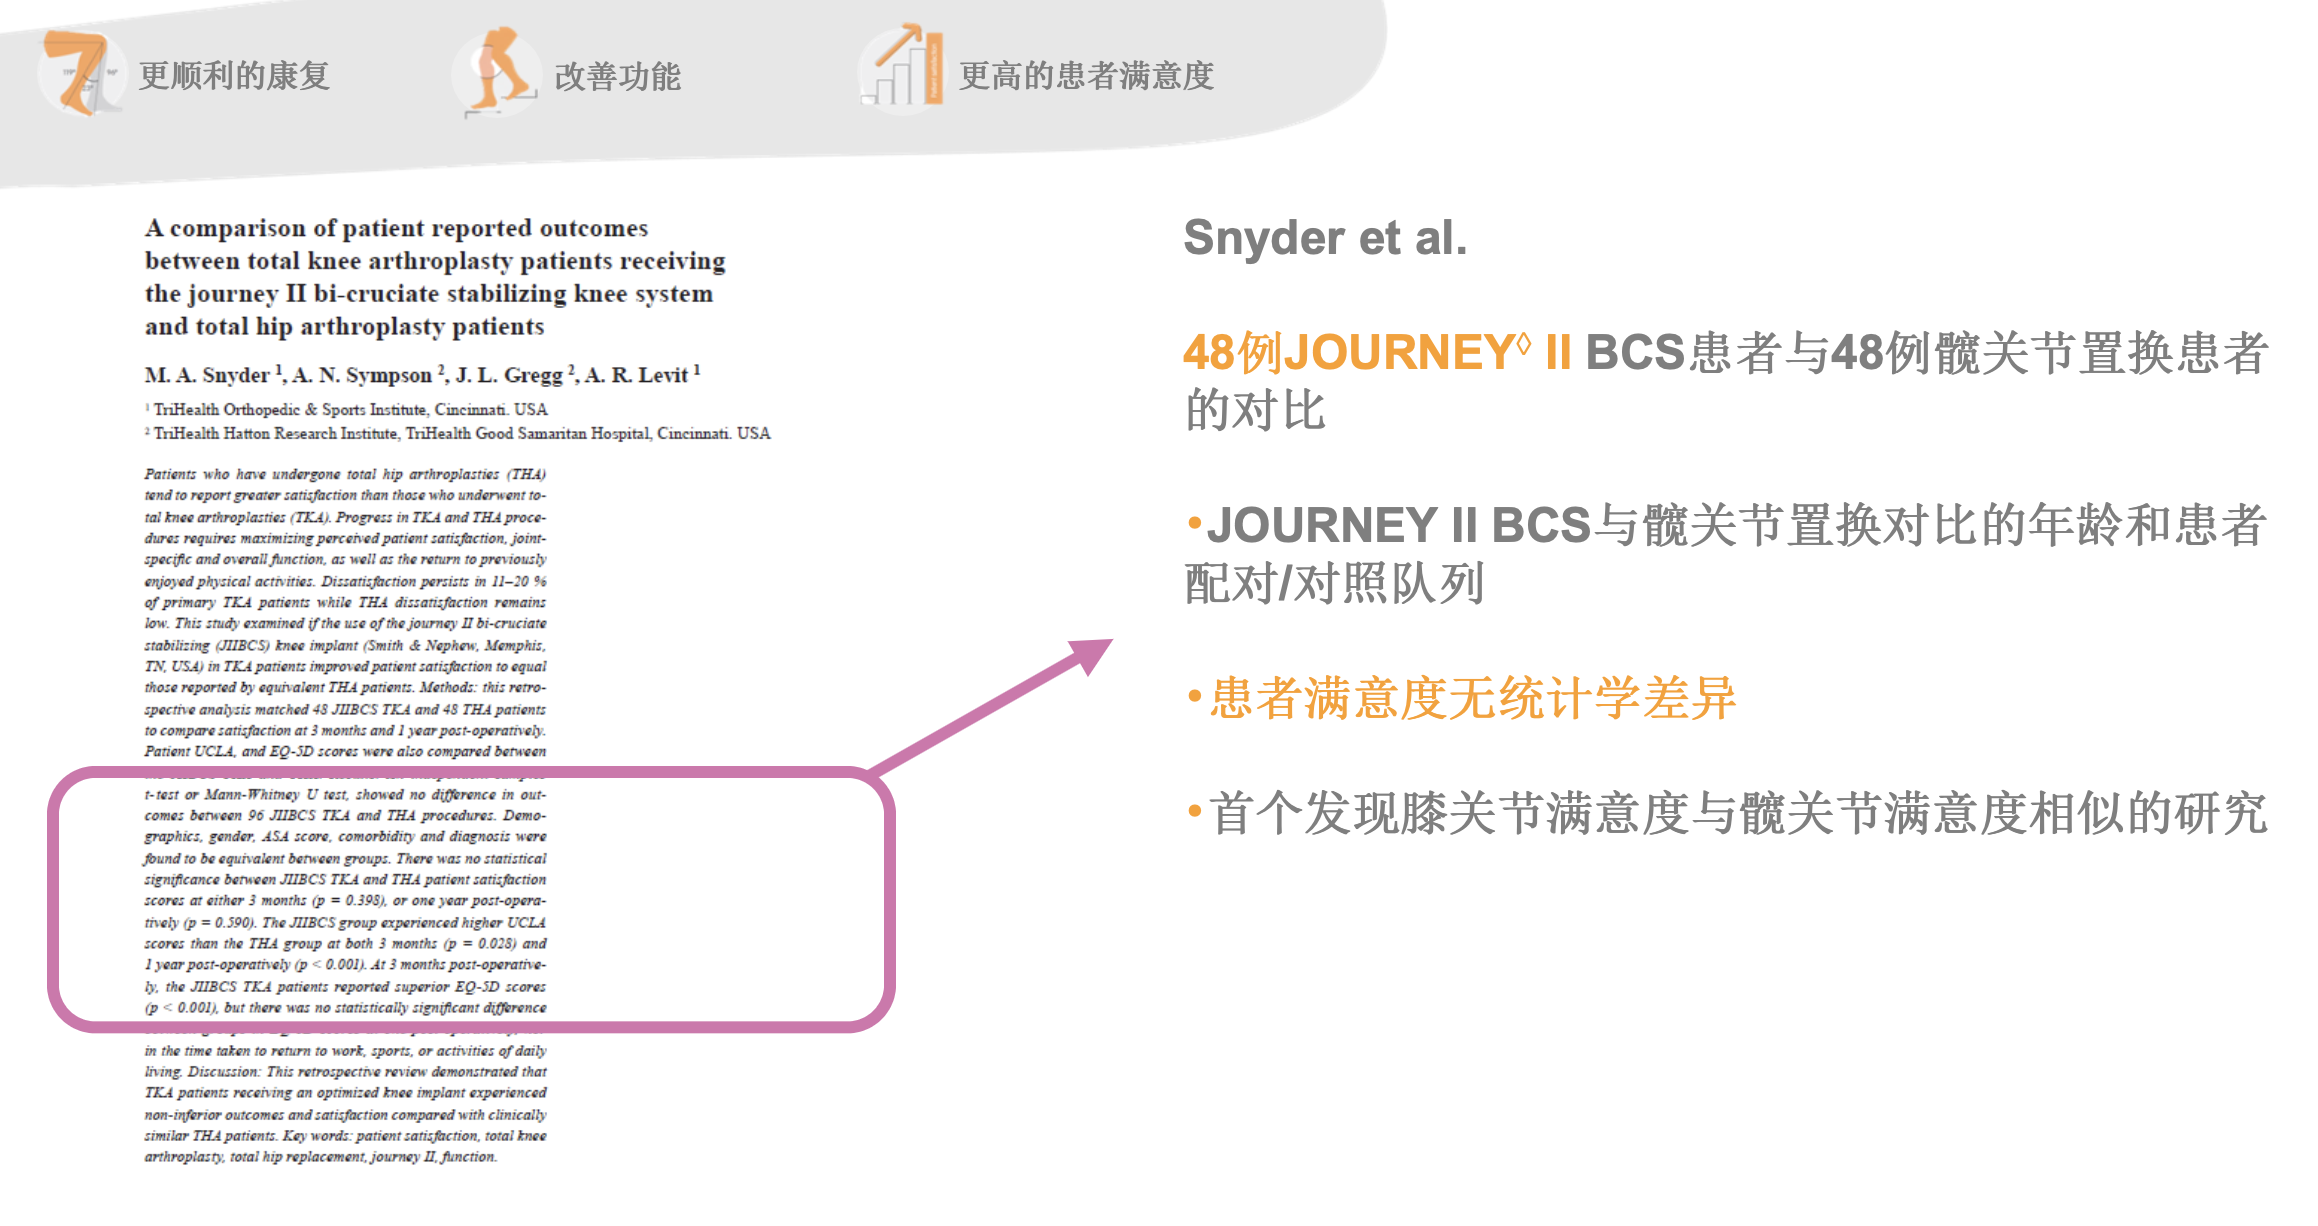 更顺利的康复
改善功能
更高的患者满意度
A comparison of patient reported outcomes
between total knee arthroplasty patients receiving
the journey II bi-cruciate stabilizing knee system
and total hip arthroplasty patients
M. A. Snyder ¹, A. N. Sympson ², J. L. Gregg ², A. R. Levit ¹
¹ TriHealth Orthopedic & Sports Institute, Cincinnati. USA
² TriHealth Hatton Research Institute, TriHealth Good Samaritan Hospital, Cincinnati. USA
Patients who have undergone total hip arthroplasties (THA)
tend to report greater satisfaction than those who underwent to-
tal knee arthroplasties (TKA). Progress in TKA and THA proce-
dures requires maximizing perceived patient satisfaction, joint-
specific and overall function, as well as the return to previously
enjoyed physical activities. Dissatisfaction persists in 11–20 %
of primary TKA patients while THA dissatisfaction remains
low. This study examined if the use of the journey II bi-cruciate
stabilizing (JIIBCS) knee implant (Smith & Nephew, Memphis,
TN, USA) in TKA patients improved patient satisfaction to equal
those reported by equivalent THA patients. Methods: this retro-
spective analysis matched 48 JIIBCS TKA and 48 THA patients
to compare satisfaction at 3 months and 1 year post-operatively.
Patient UCLA, and EQ-5D scores were also compared between
t-test or Mann-Whitney U test, showed no difference in out-
comes between 96 JIIBCS TKA and THA procedures. Demo-
graphics, gender, ASA score, comorbidity and diagnosis were
found to be equivalent between groups. There was no statistical
significance between JIIBCS TKA and THA patient satisfaction
scores at either 3 months (p = 0.398), or one year post-opera-
tively (p = 0.590). The JIIBCS group experienced higher UCLA
scores than the THA group at both 3 months (p = 0.028) and
1 year post-operatively (p < 0.001). At 3 months post-operative-
ly, the JIIBCS TKA patients reported superior EQ-5D scores
(p < 0.001), but there was no statistically significant difference
in the time taken to return to work, sports, or activities of daily
living. Discussion: This retrospective review demonstrated that
TKA patients receiving an optimized knee implant experienced
non-inferior outcomes and satisfaction compared with clinically
similar THA patients. Key words: patient satisfaction, total knee
arthroplasty, total hip replacement, journey II, function.
Snyder et al.
48例JOURNEY◊ II BCS患者与48例髋关节置换患者
的对比
•JOURNEY II BCS与髋关节置换对比的年龄和患者
配对/对照队列
•患者满意度无统计学差异
•首个发现膝关节满意度与髋关节满意度相似的研究